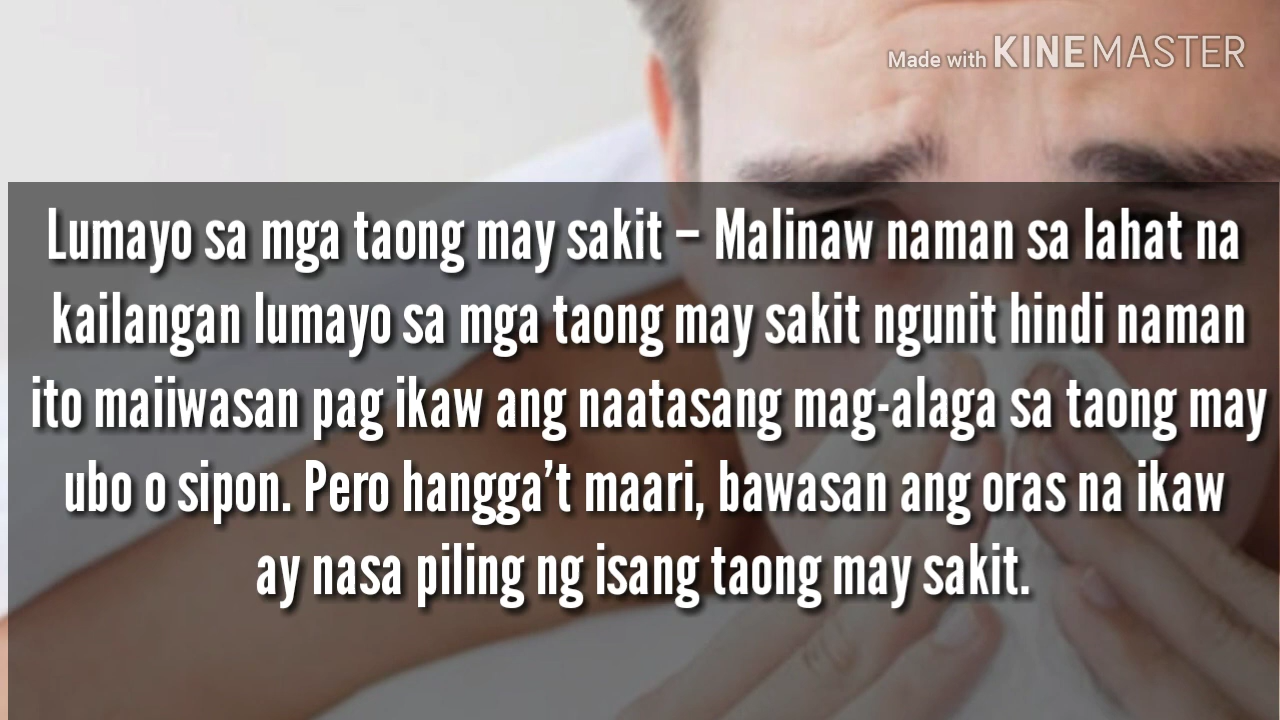 Made with KINEMASTER
Lumayo sa mga taong may sakit – Malinaw naman sa lahat na
kailangan lumayo sa mga taong may sakit ngunit hindi naman
ito maiiwasan pag ikaw ang naatasang mag-alaga sa taong may
ubo o sipon. Pero hangga’t maari, bawasan ang oras na ikaw
ay nasa piling ng isang taong may sakit.